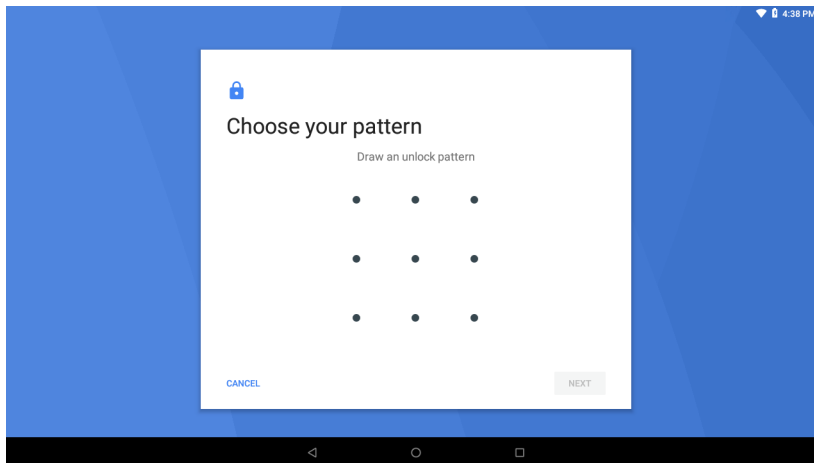 4:38 PM
Choose your pattern
Draw an unlock pattern
CANCEL
NEXT